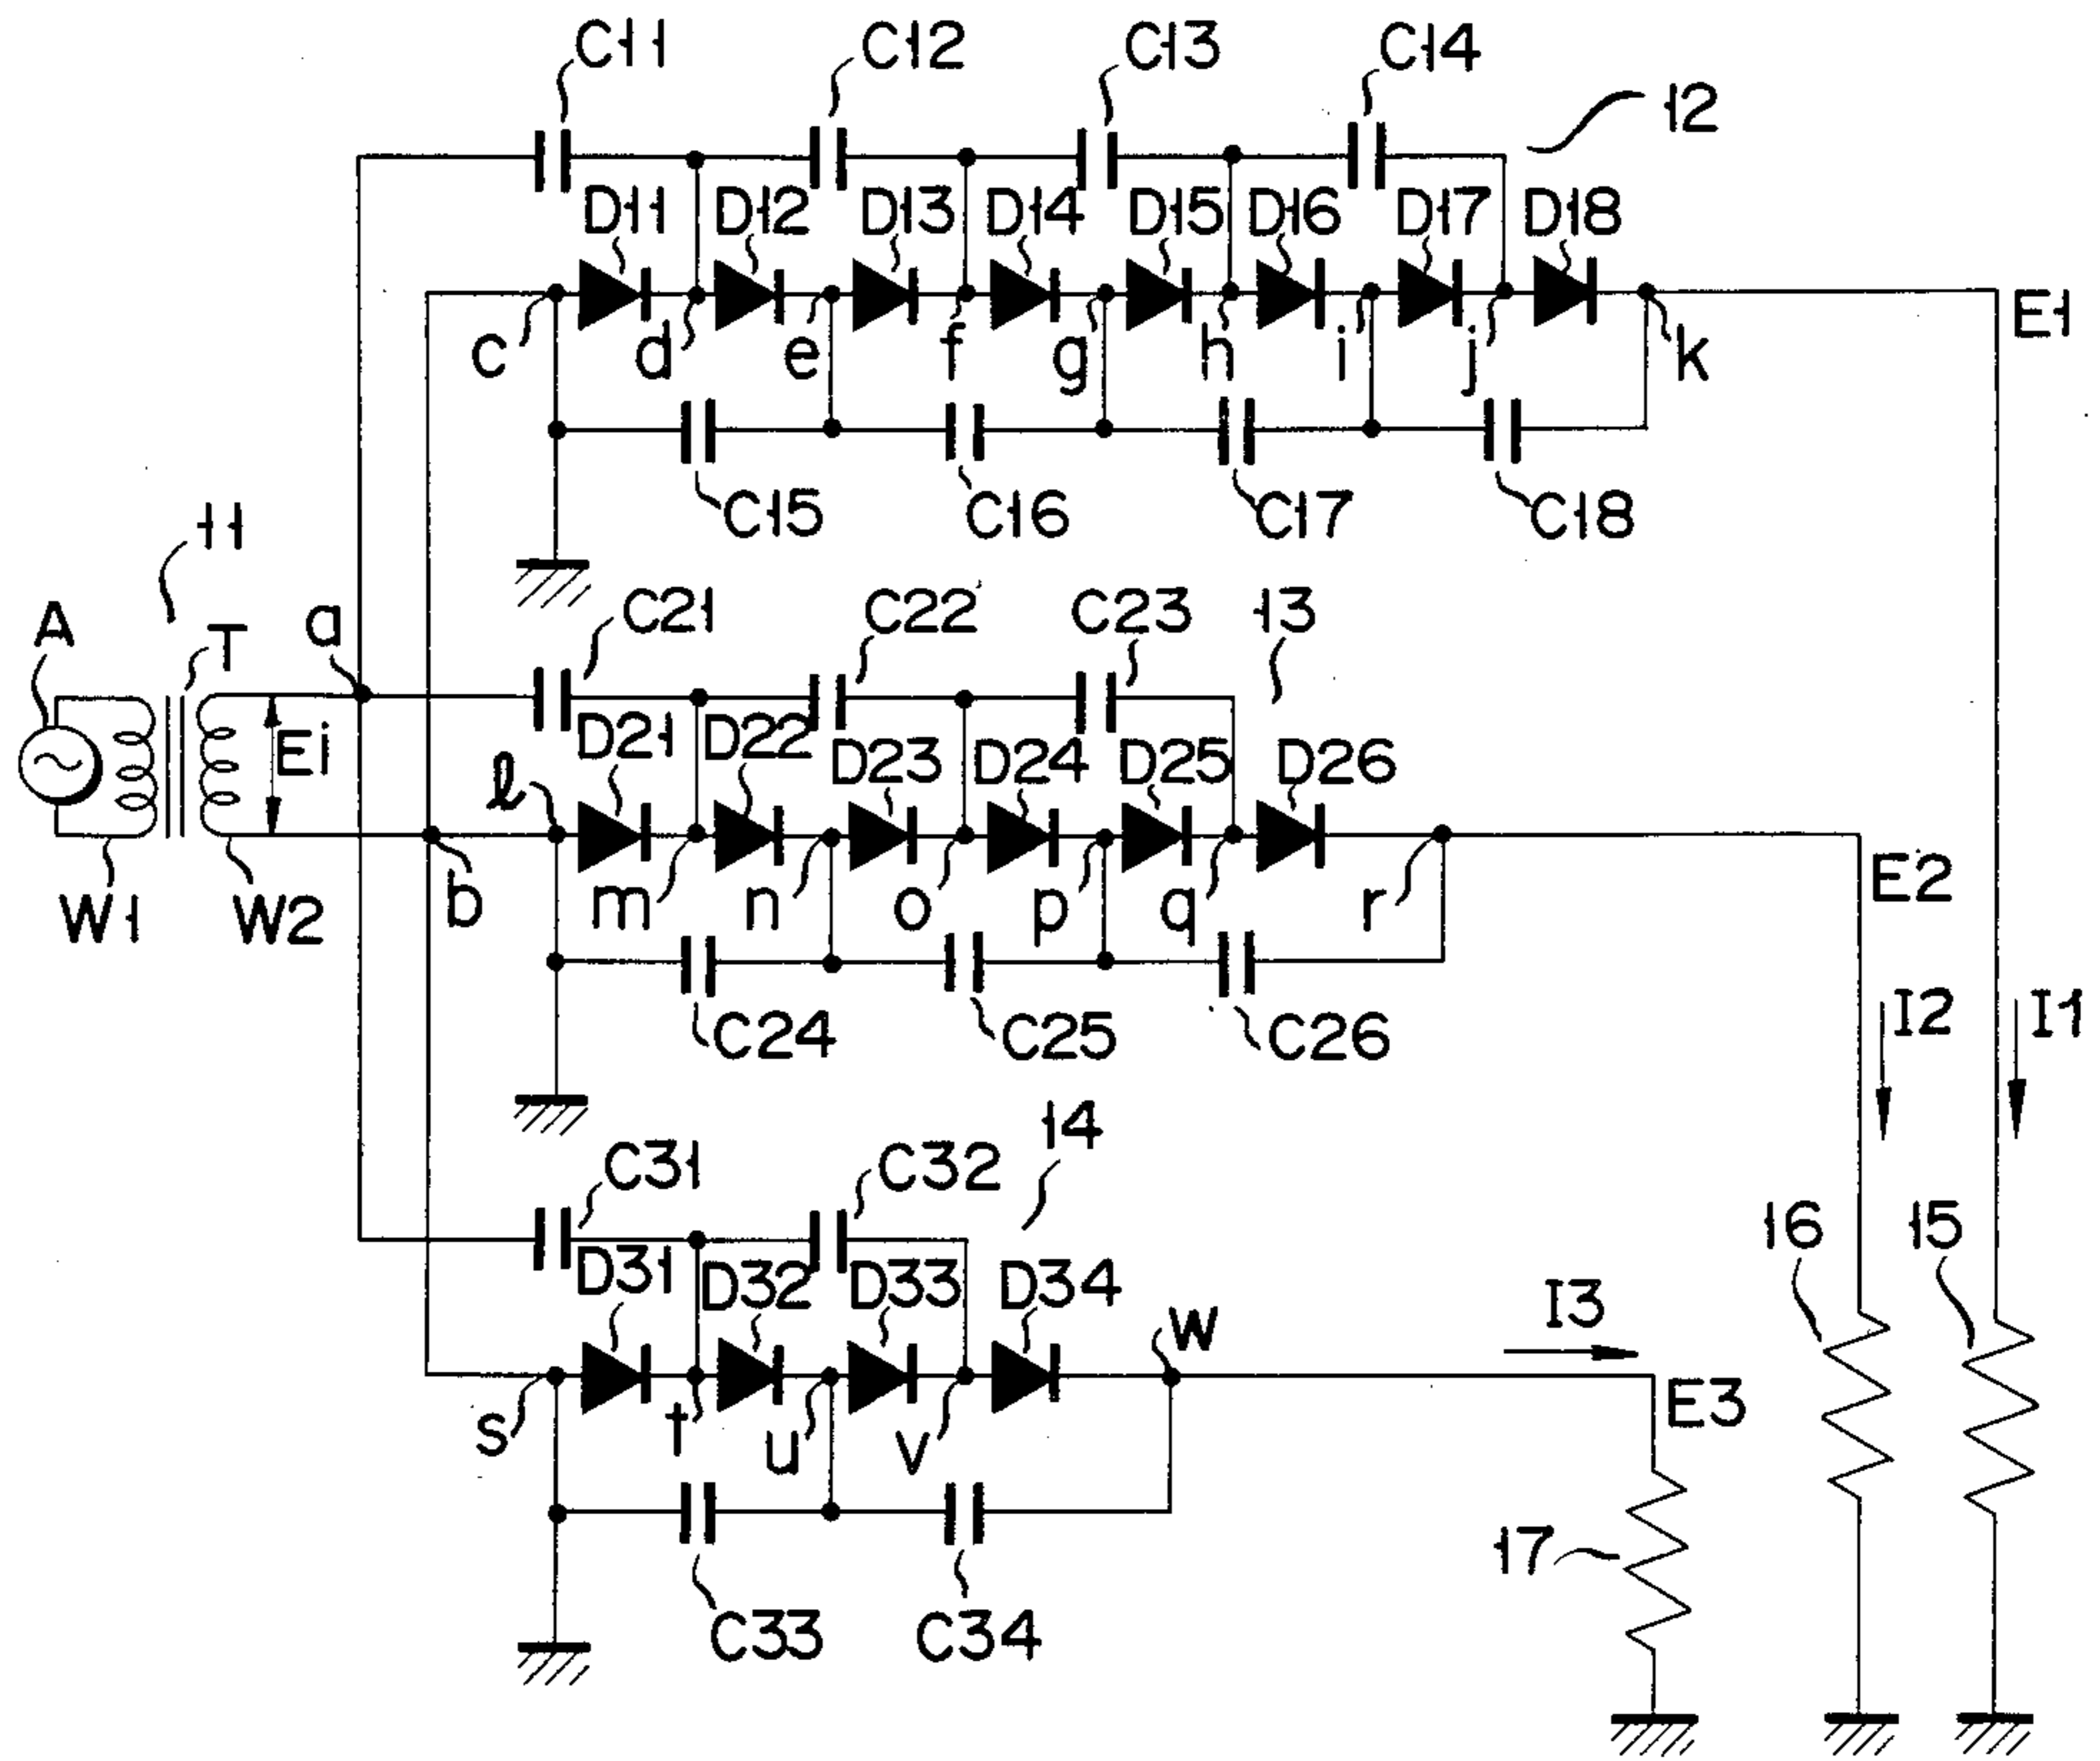 C11 C12 C13 C14
12
D11 D12 D13 D14 D15 D16 D17 D18
E1
c d e f g h i j k
C15 C16 C17 C18
11
C21 C22 C23 13
A T a
D21 D22 D23 D24 D25 D26
Ei
l
b m n o p q r
E2
W1 W2
C24 C25 C26
I2 I1
14
C31 C32
16 15
D31 D32 D33 D34
I3
w
E3
s t u v
17
C33 C34